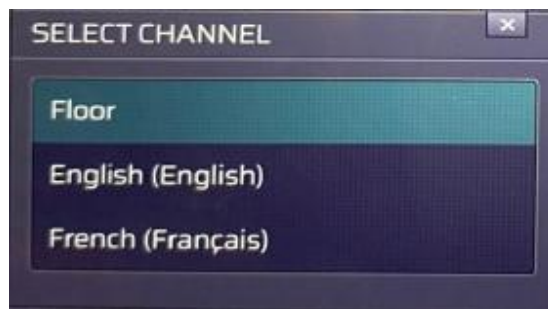 SELECT CHANNEL
Floor
English (English)
French (Français)